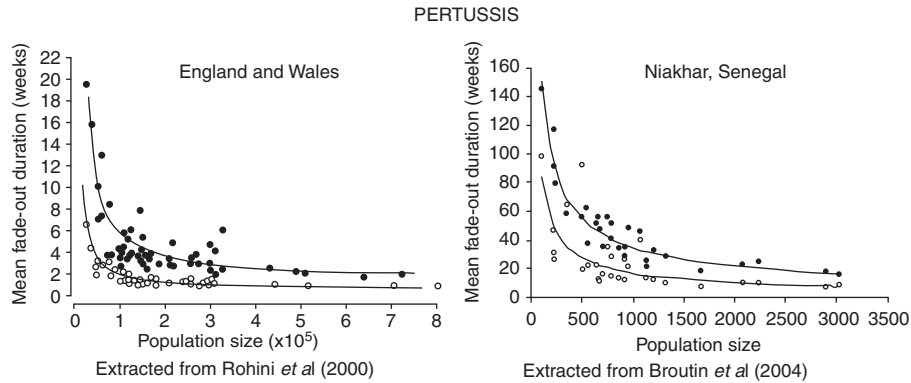 PERTUSSIS
England and Wales
Mean fade-out duration (weeks)
22
20
18
16
14
12
10
8
6
4
2
0
0 1 2 3 4 5 6 7 8
Population size (x10⁵)
Extracted from Rohini et al (2000)
Niakhar, Senegal
Mean fade-out duration (weeks)
160
140
120
100
80
60
40
20
0
0 500 1000 1500 2000 2500 3000 3500
Population size
Extracted from Broutin et al (2004)